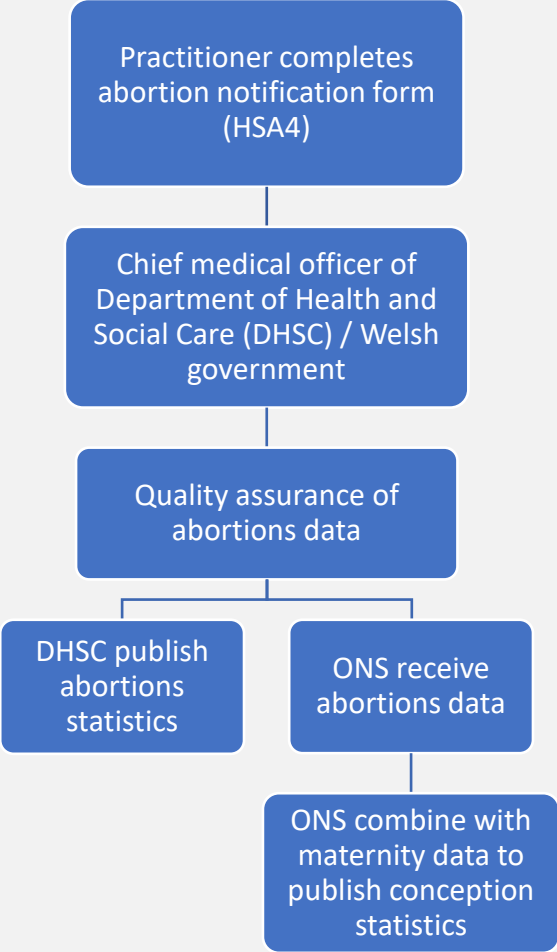 Practitioner completes
abortion notification form
(HSA4)
Chief medical officer of
Department of Health and
Social Care (DHSC) / Welsh
government
Quality assurance of
abortions data
DHSC publish
abortions
statistics
ONS receive
abortions data
ONS combine with
maternity data to
publish conception
statistics